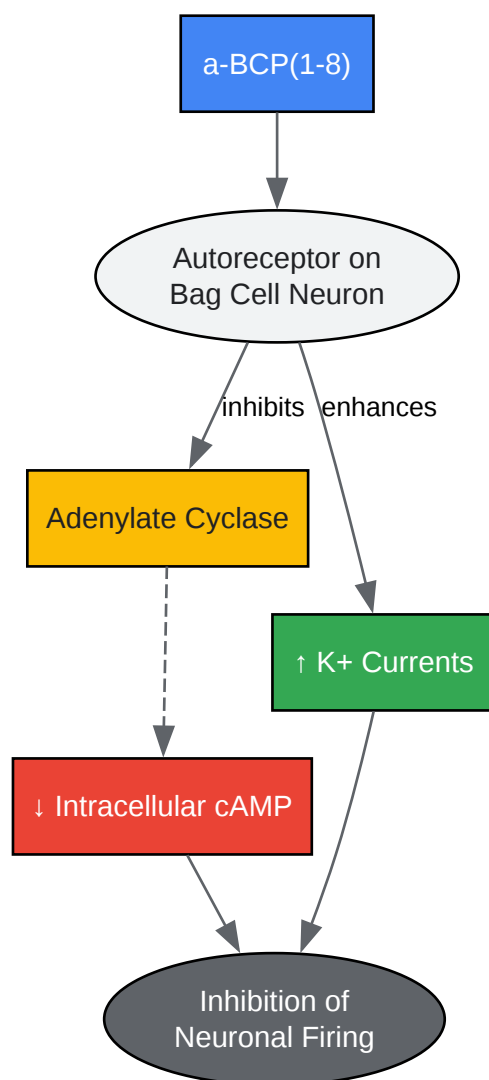 a-BCP(1-8)
Autoreceptor on
Bag Cell Neuron
inhibits
enhances
Adenylate Cyclase
↑ K+ Currents
↓ Intracellular cAMP
Inhibition of
Neuronal Firing